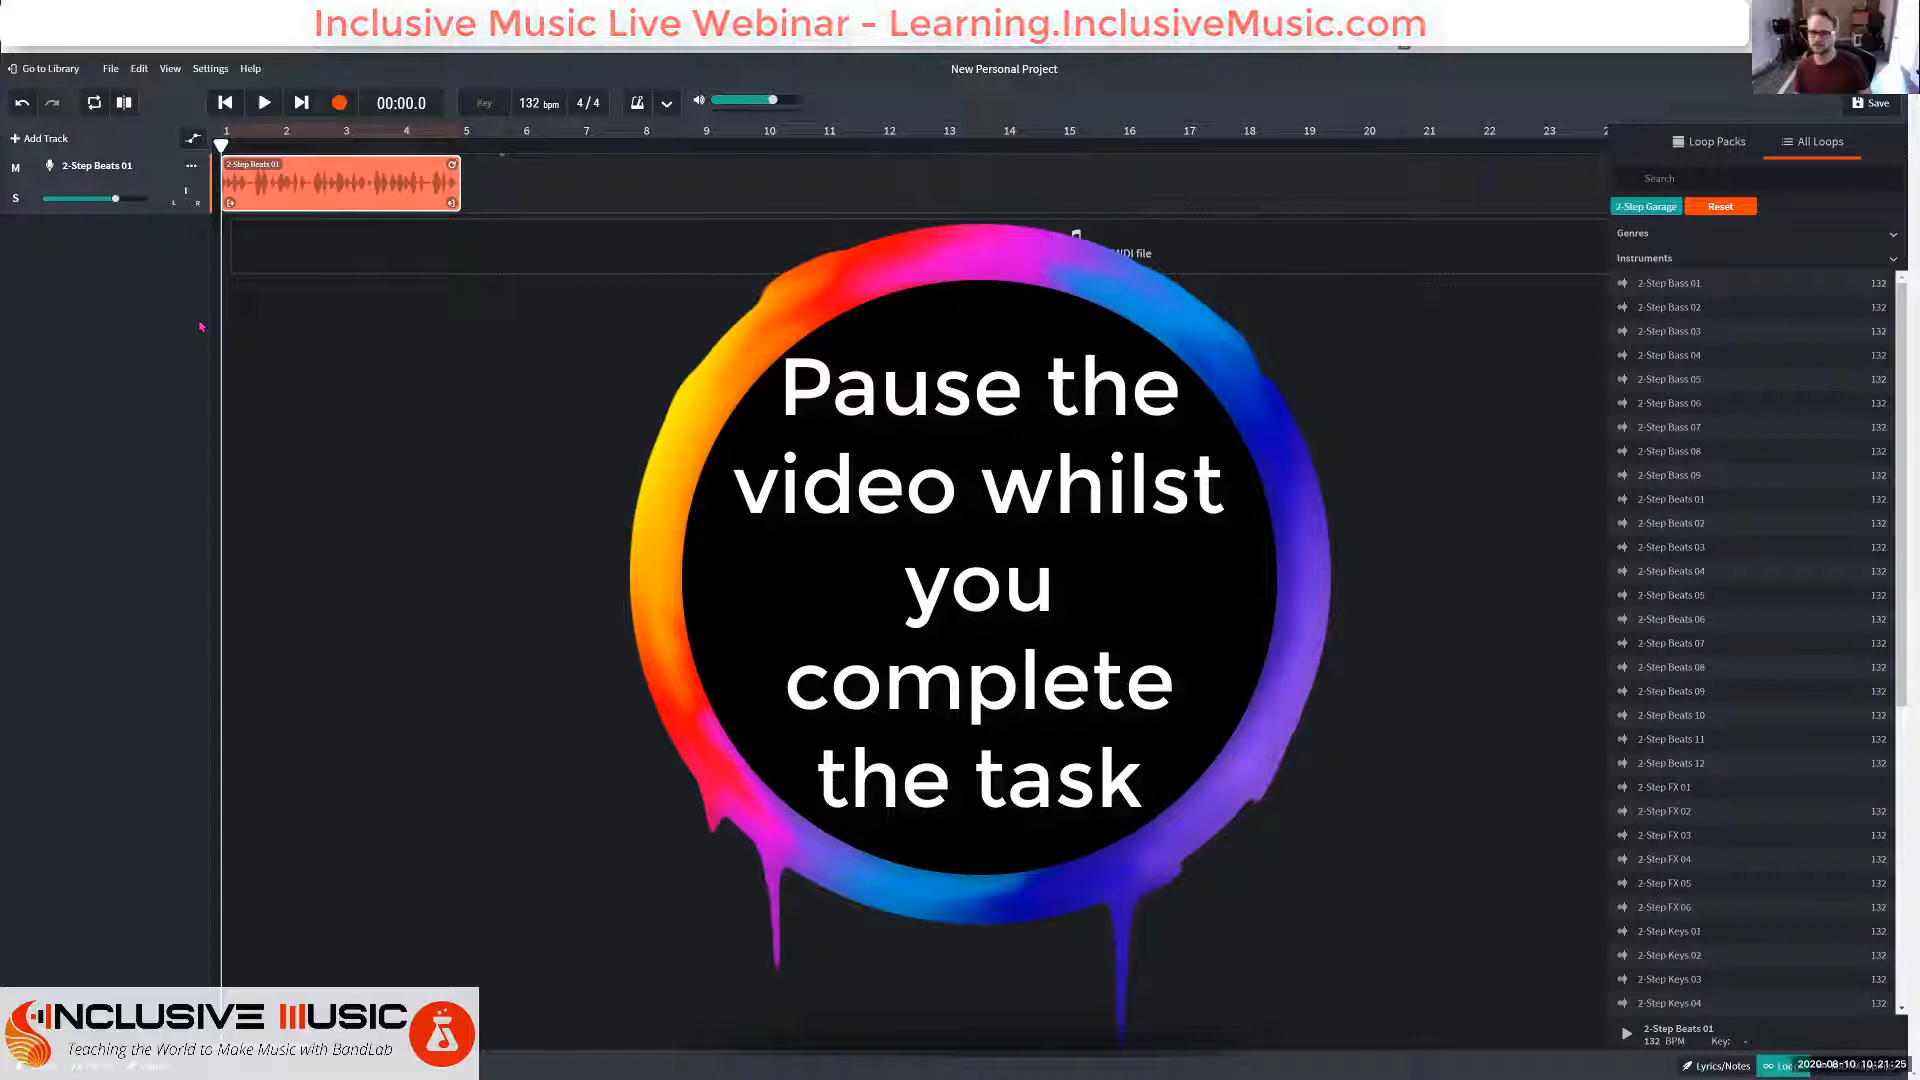 Inclusive Music Live Webinar - Learning.InclusiveMusic.com
Go to Library File Edit View Settings Help
New Personal Project
00:00.0 Key 132 bpm 4/4
Save
Add Track
1 2 3 4 5 6 7 8 9 10 11 12 13 14 15 16 17 18 19 20 21 22 23
Loop Packs All Loops
M 2-Step Beats 01
2-Step Beats 01
S L R
Search
2-Step Garage Reset
Genres
MIDI file
Instruments
2-Step Bass 01 132
2-Step Bass 02 132
2-Step Bass 03 132
2-Step Bass 04 132
2-Step Bass 05 132
2-Step Bass 06 132
2-Step Bass 07 132
2-Step Bass 08 132
2-Step Bass 09 132
2-Step Beats 01 132
2-Step Beats 02 132
2-Step Beats 03 132
2-Step Beats 04 132
2-Step Beats 05 132
2-Step Beats 06 132
2-Step Beats 07 132
2-Step Beats 08 132
2-Step Beats 09 132
2-Step Beats 10 132
2-Step Beats 11 132
2-Step Beats 12 132
2-Step FX 01
2-Step FX 02 132
2-Step FX 03 132
2-Step FX 04 132
2-Step FX 05 132
2-Step FX 06 132
2-Step Keys 01 132
2-Step Keys 02 132
2-Step Keys 03 132
2-Step Keys 04 132
Pause the
video whilst
you
complete
the task
INCLUSIVE MUSIC
Teaching the World to Make Music with BandLab
2-Step Beats 01
132 BPM Key: -
Lyrics/Notes
2020-08-10 10:21:25